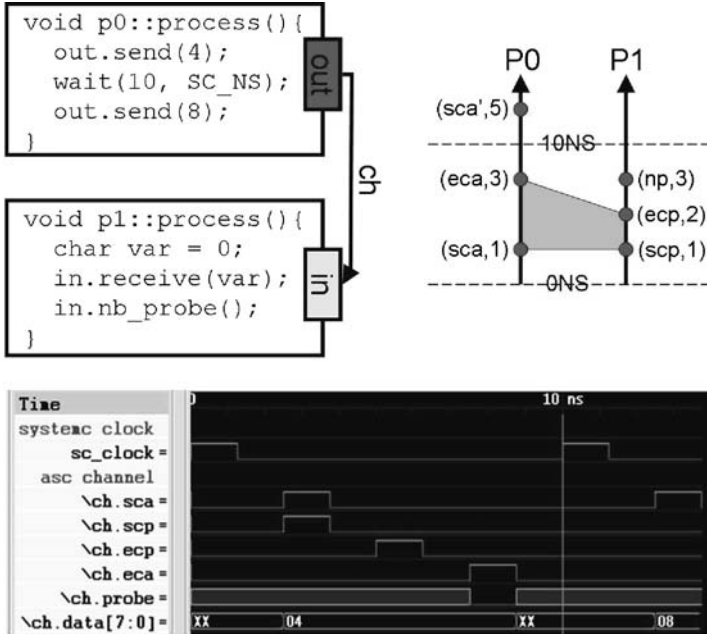 void p0::process(){
out.send(4);
wait(10, SC_NS);
out.send(8);
}
out
ch
void p1::process(){
char var = 0;
in.receive(var);
in.nb_probe();
}
in
P0 P1
(sca',5)
10NS
(eca,3) (np,3)
(ecp,2)
(sca,1) (scp,1)
0NS
Time 0 10 ns
systemc clock
sc_clock=
asc channel
\ch.sca=
\ch.scp=
\ch.ecp=
\ch.eca=
\ch.probe=
\ch.data[7:0]= XX 04 XX 08